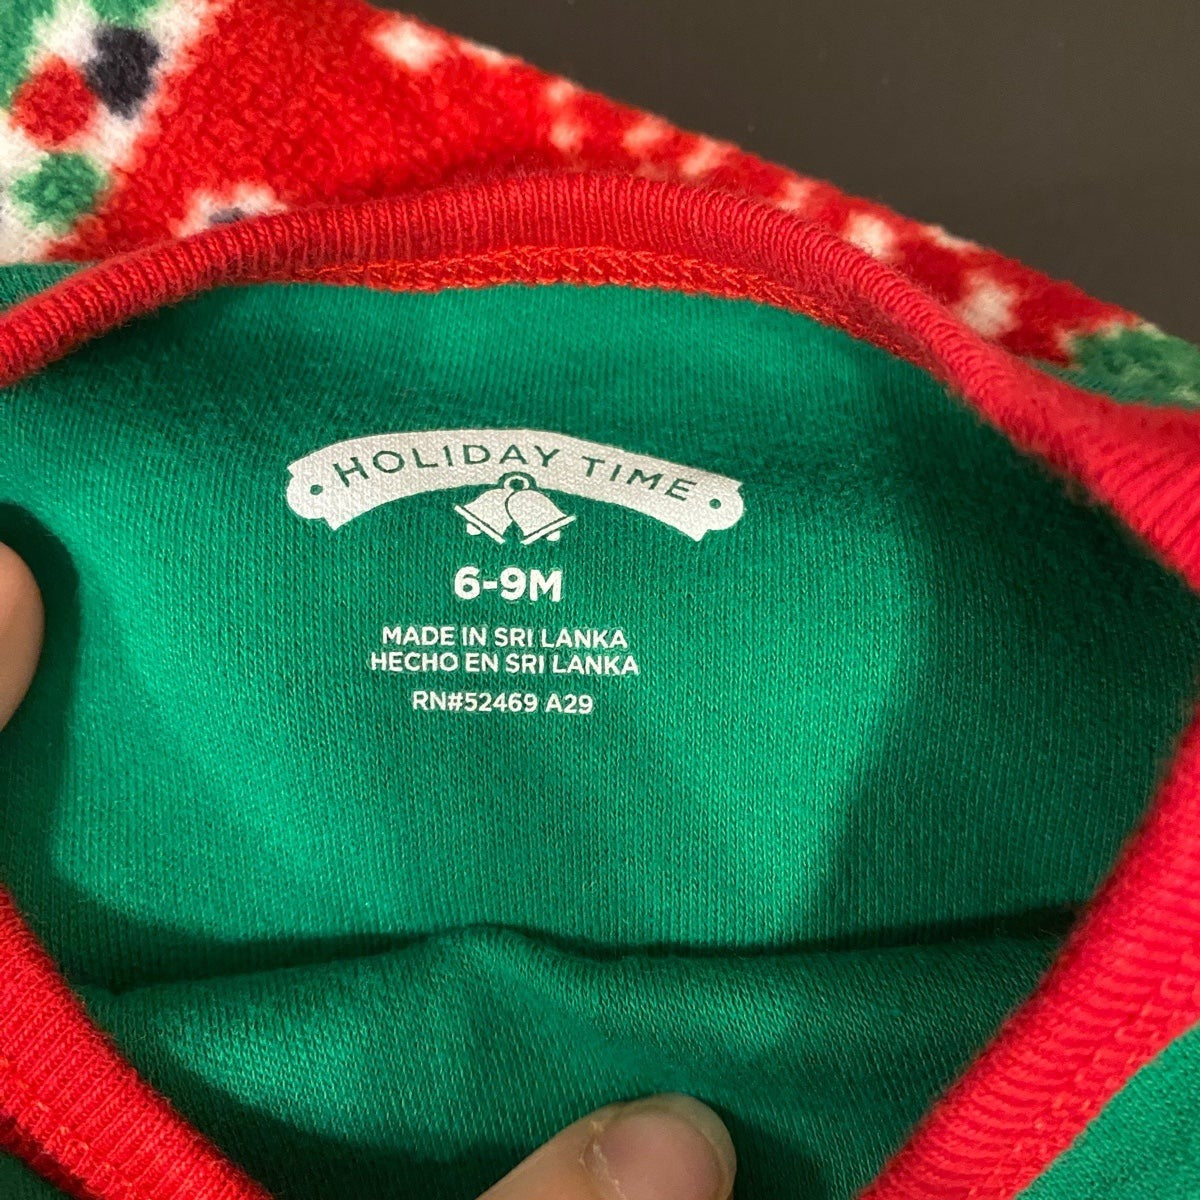 HOLIDAY TIME
6-9M
MADE IN SRI LANKA
HECHO EN SRI LANKA
RN#52469 A29